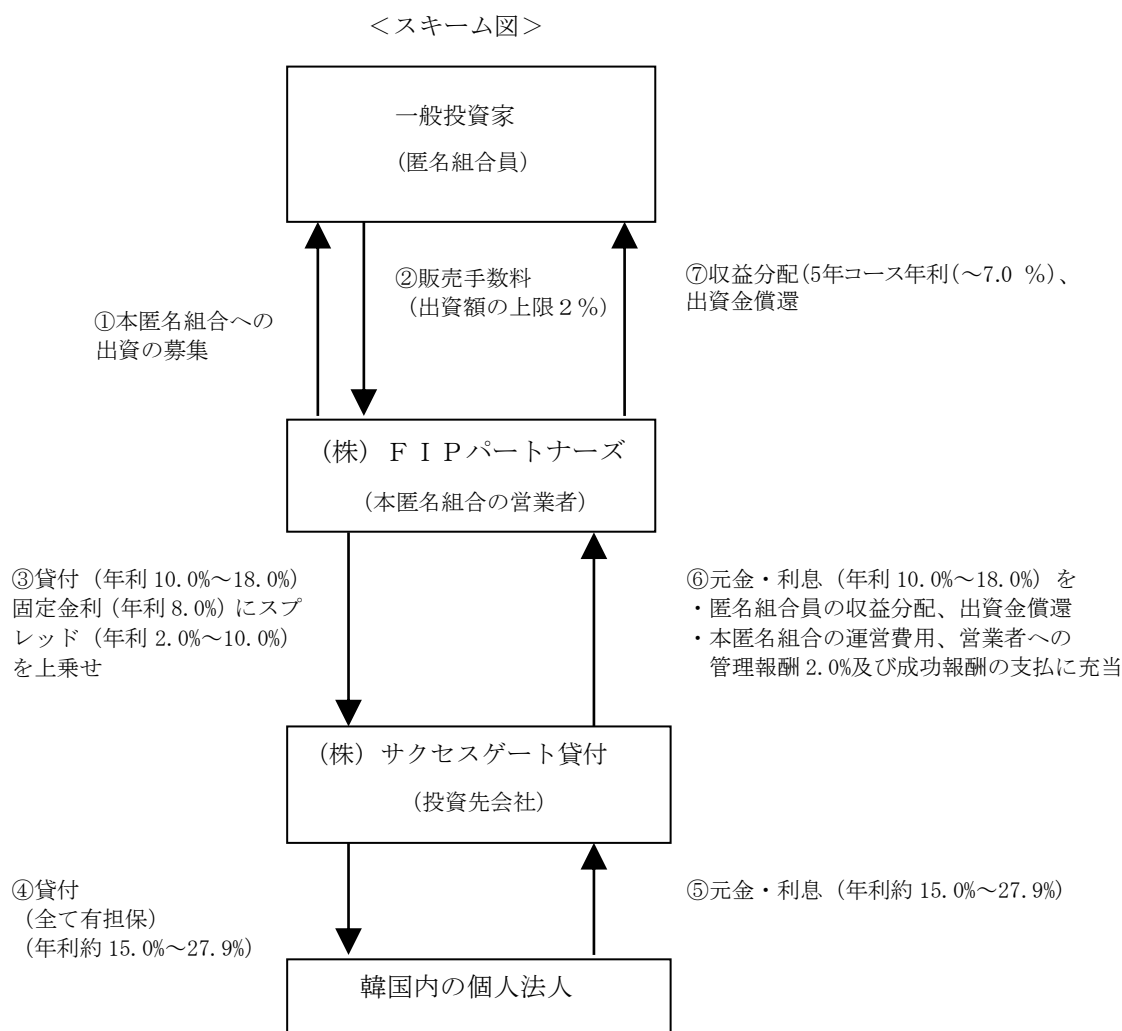 ＜スキーム図＞
一般投資家
(匿名組合員)
①本匿名組合への
出資の募集
②販売手数料
（出資額の上限２％）
⑦収益分配（5年コース年利（～7.0 ％）、
出資金償還
（株）ＦＩＰパートナーズ
（本匿名組合の営業者）
③貸付（年利 10.0%～18.0%）
固定金利（年利 8.0%）にスプ
レッド（年利 2.0%～10.0%）
を上乗せ
⑥元金・利息（年利 10.0%～18.0%）を
・匿名組合員の収益分配、出資金償還
・本匿名組合の運営費用、営業者への
管理報酬 2.0%及び成功報酬の支払に充当
（株）サクセスゲート貸付
（投資先会社）
④貸付
（全て有担保）
（年利約 15.0%～27.9%）
⑤元金・利息（年利約 15.0%～27.9%）
韓国内の個人法人